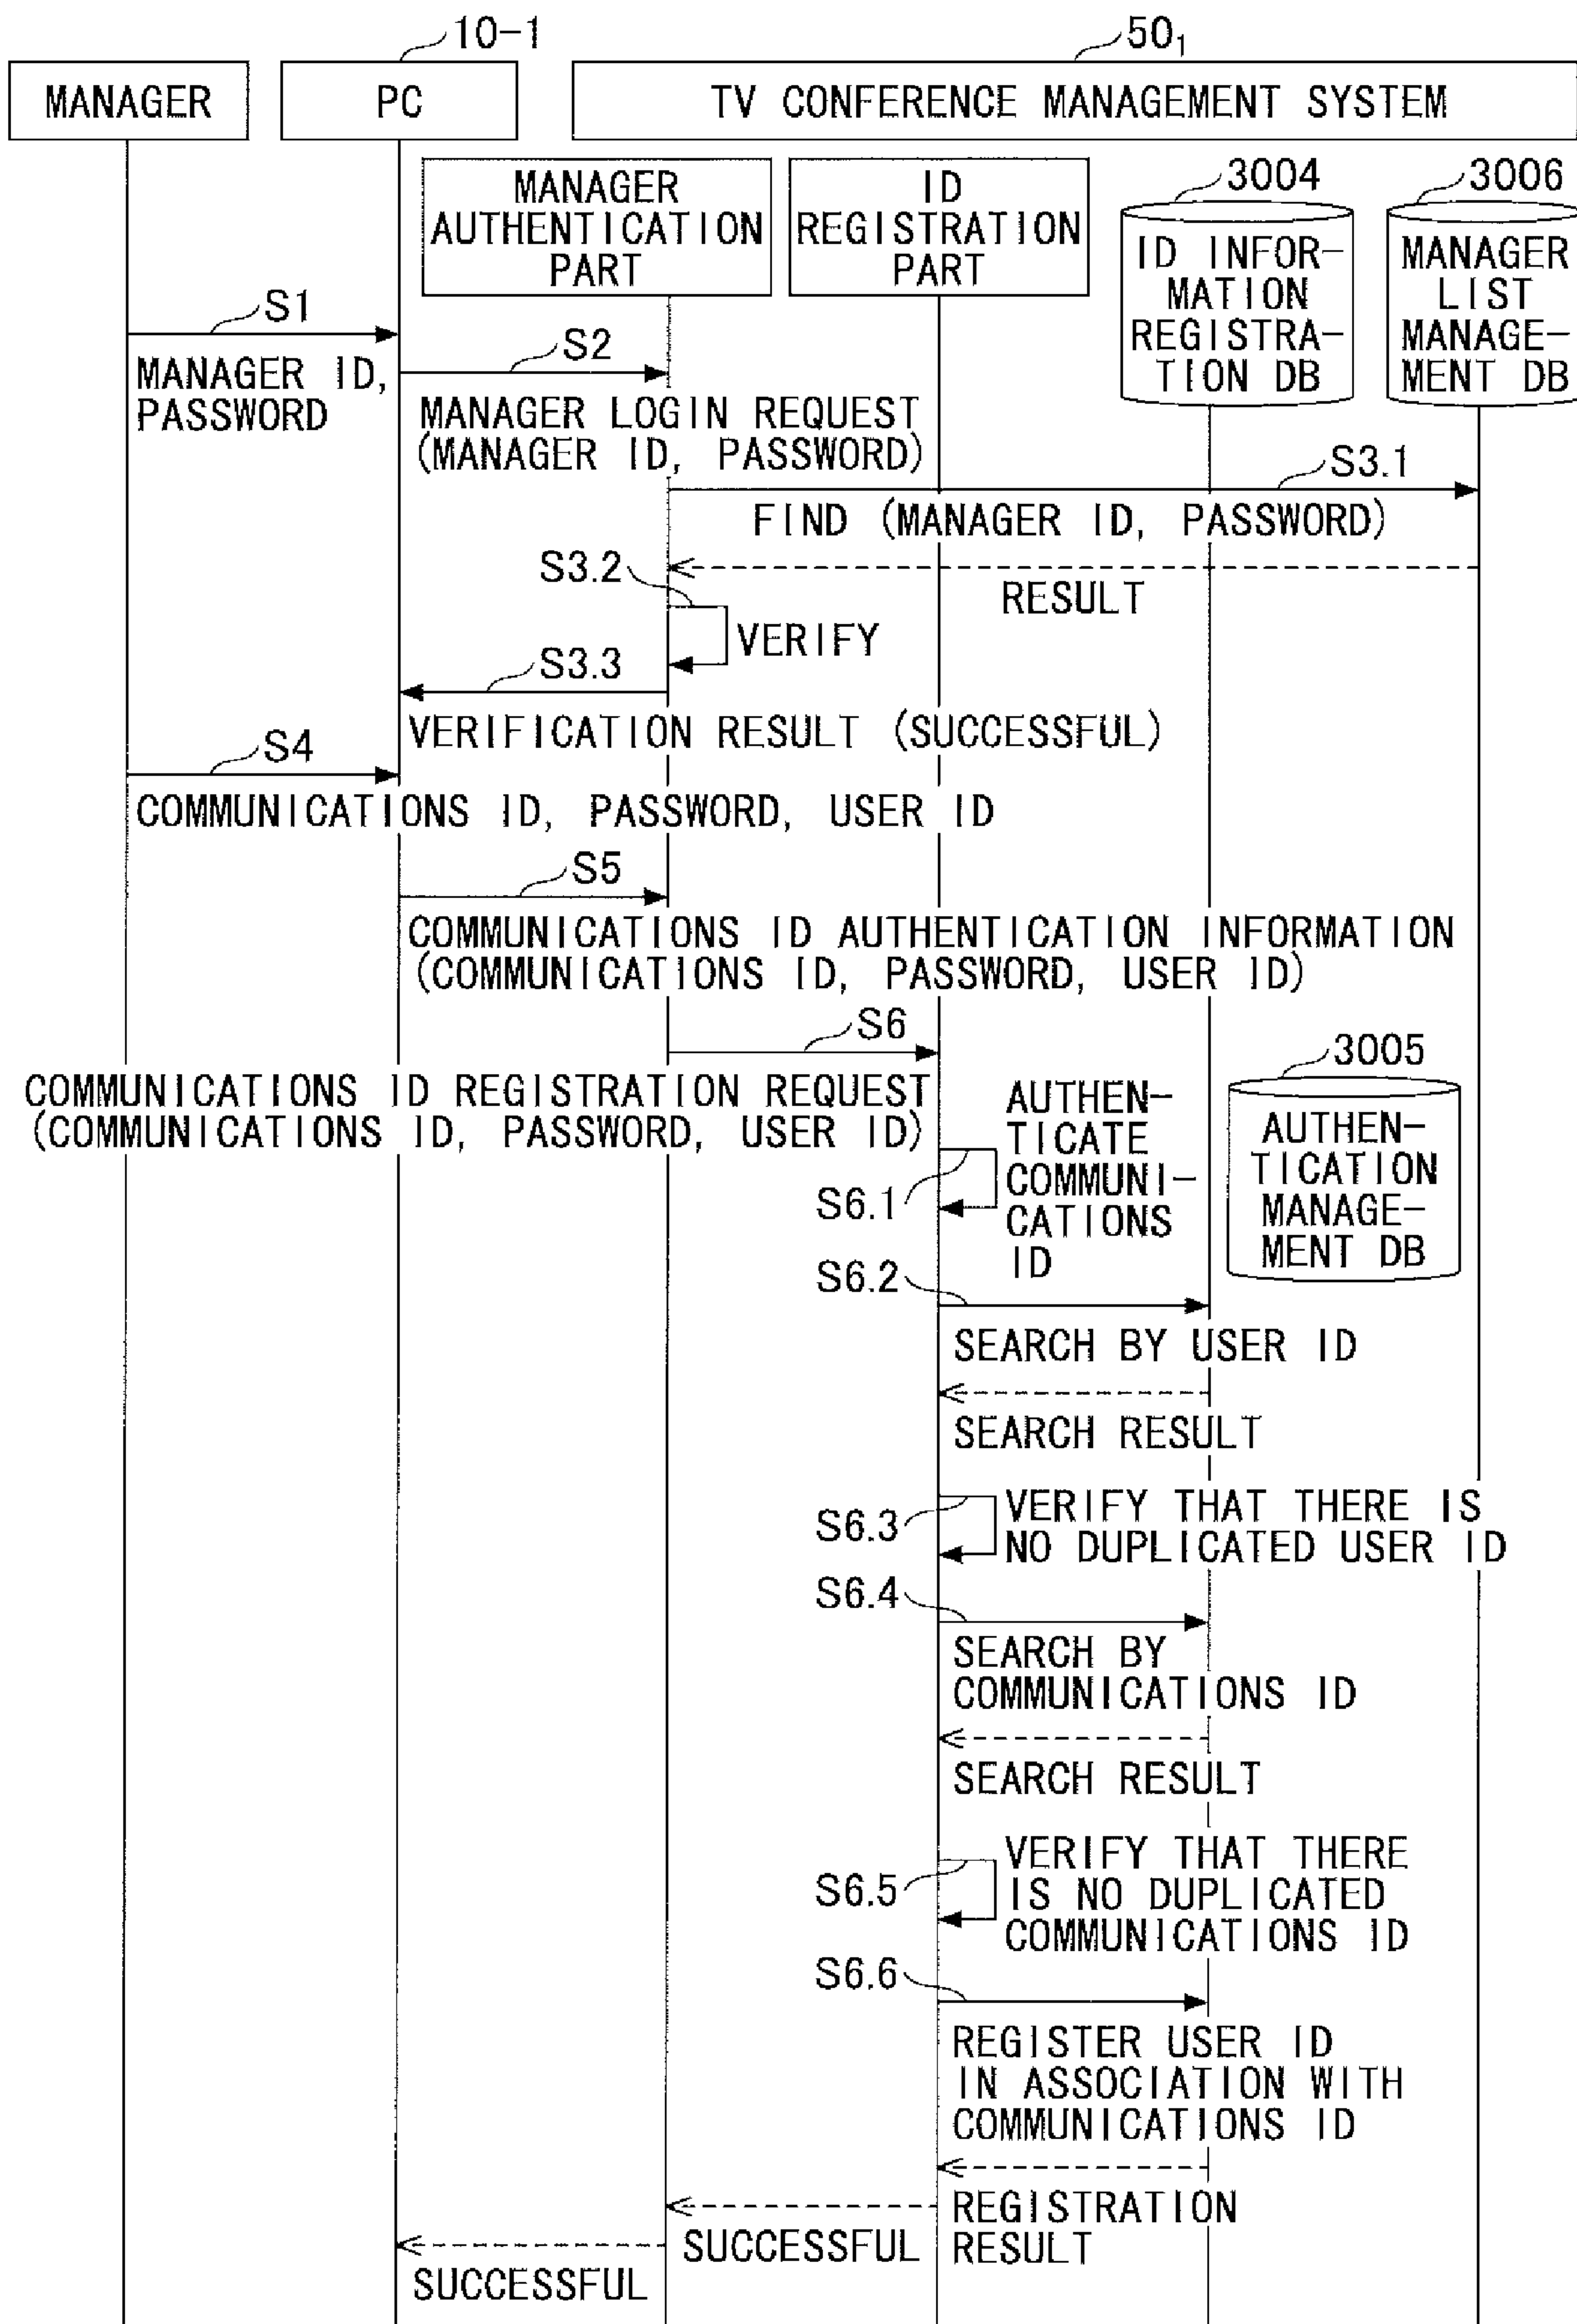 10-1
50₁
MANAGER
PC
TV CONFERENCE MANAGEMENT SYSTEM
MANAGER
AUTHENTICATION
PART
ID
REGISTRATION
PART
3004
ID INFOR-
MATION
REGISTRA-
TION DB
3006
MANAGER
LIST
MANAGE-
MENT DB
S1
MANAGER ID,
PASSWORD
S2
MANAGER LOGIN REQUEST
(MANAGER ID, PASSWORD)
S3.1
FIND (MANAGER ID, PASSWORD)
RESULT
S3.2
VERIFY
S3.3
VERIFICATION RESULT (SUCCESSFUL)
S4
COMMUNICATIONS ID, PASSWORD, USER ID
S5
COMMUNICATIONS ID AUTHENTICATION INFORMATION
(COMMUNICATIONS ID, PASSWORD, USER ID)
S6
COMMUNICATIONS ID REGISTRATION REQUEST
(COMMUNICATIONS ID, PASSWORD, USER ID)
3005
AUTHEN-
TICATION
MANAGE-
MENT DB
S6.1
AUTHEN-
TICATE
COMMUNI-
CATIONS
ID
S6.2
SEARCH BY USER ID
SEARCH RESULT
S6.3
VERIFY THAT THERE IS
NO DUPLICATED USER ID
S6.4
SEARCH BY
COMMUNICATIONS ID
SEARCH RESULT
S6.5
VERIFY THAT THERE
IS NO DUPLICATED
COMMUNICATIONS ID
S6.6
REGISTER USER ID
IN ASSOCIATION WITH
COMMUNICATIONS ID
REGISTRATION
RESULT
SUCCESSFUL
SUCCESSFUL